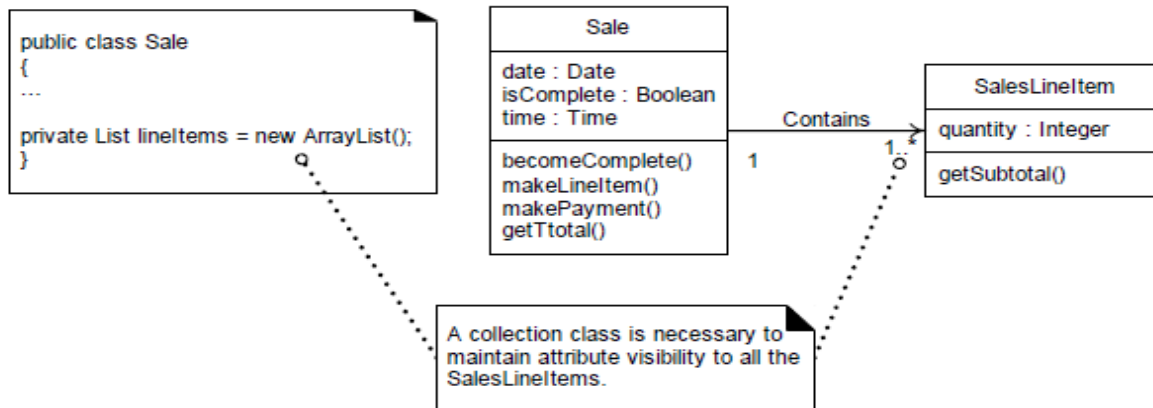 public class Sale
{
...
private List lineItems = new ArrayList();
}
Sale
date : Date
isComplete : Boolean
time : Time
becomeComplete()
makeLineItem()
makePayment()
getTtotal()
Contains
1
1..*
SalesLineItem
quantity : Integer
getSubtotal()
A collection class is necessary to
maintain attribute visibility to all the
SalesLineItems.